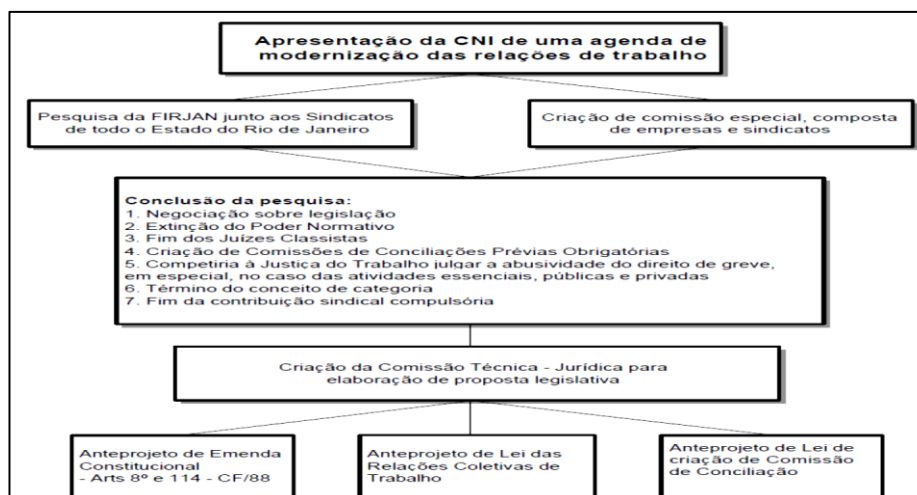 Apresentação da CNI de uma agenda de
modernização das relações de trabalho
Pesquisa da FIRJAN junto aos Sindicatos
de todo o Estado do Rio de Janeiro
Criação de comissão especial, composta
de empresas e sindicatos
Conclusão da pesquisa:
1. Negociação sobre legislação
2. Extinção do Poder Normativo
3. Fim dos Juízes Classistas
4. Criação de Comissões de Conciliações Prévias Obrigatórias
5. Competiria à Justiça do Trabalho julgar a abusividade do direito de greve,
em especial, no caso das atividades essenciais, públicas e privadas
6. Término do conceito de categoria
7. Fim da contribuição sindical compulsória
Criação da Comissão Técnica - Jurídica para
elaboração de proposta legislativa
Anteprojeto de Emenda
Constitucional
- Arts 8º e 114 - CF/88
Anteprojeto de Lei das
Relações Coletivas de
Trabalho
Anteprojeto de Lei de
criação de Comissão
de Conciliação